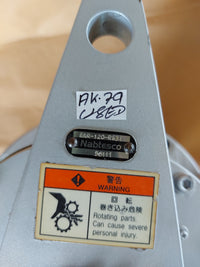 AK-79
USED
Nabtesco
警告
WARNING
回 転
巻き込み危険
Rotating parts.
Can cause severe
personal injury.